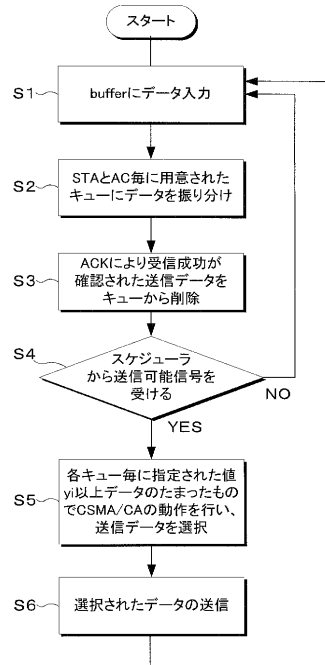 スタート
S1
bufferにデータ入力
S2
STAとAC毎に用意された
キューにデータを振り分け
S3
ACKにより受信成功が
確認された送信データを
キューから削除
S4
スケジューラ
から送信可能信号を
受ける
NO
YES
S5
各キュー毎に指定された値
yi以上データのたまったもの
でCSMA/CAの動作を行い、
送信データを選択
S6
選択されたデータの送信